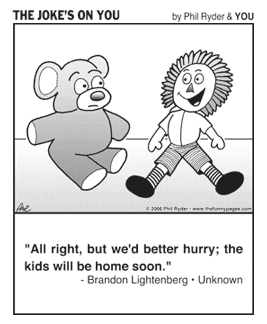 THE JOKE'S ON YOU by Phil Ryder & YOU
© 2006 Phil Ryder - www.thefunnypages.com
"All right, but we'd better hurry; the
kids will be home soon."
- Brandon Lightenberg • Unknown